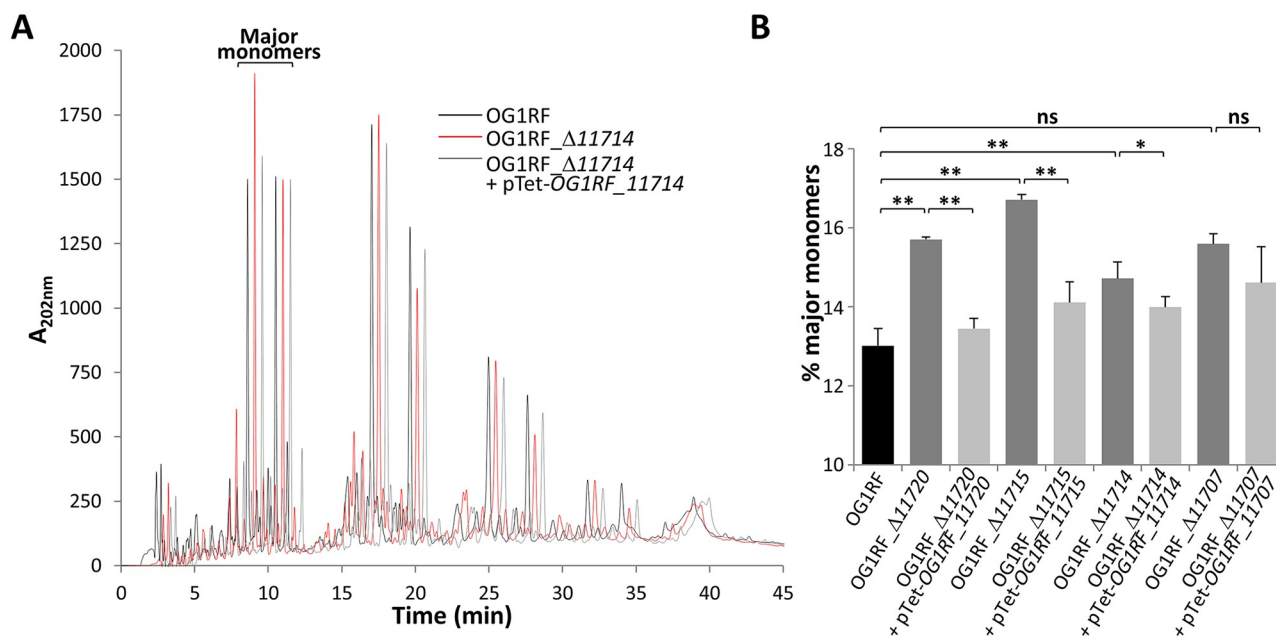 A
Major
monomers
2000
1750
1500
1250
1000
750
500
250
0
A202nm
0 5 10 15 20 25 30 35 40 45
Time (min)
OG1RF
OG1RF_Δ11714
OG1RF_Δ11714
+ pTet-OG1RF_11714
B
ns
ns
** *
** **
** **
18
16
14
12
10
% major monomers
OG1RF
OG1RF_Δ11720
OG1RF_Δ11720
+ pTet-OG1RF_11720
OG1RF_Δ11715
OG1RF_Δ11715
+ pTet-OG1RF_11715
OG1RF_Δ11714
OG1RF_Δ11714
+ pTet-OG1RF_11714
OG1RF_Δ11707
OG1RF_Δ11707
+ pTet-OG1RF_11707